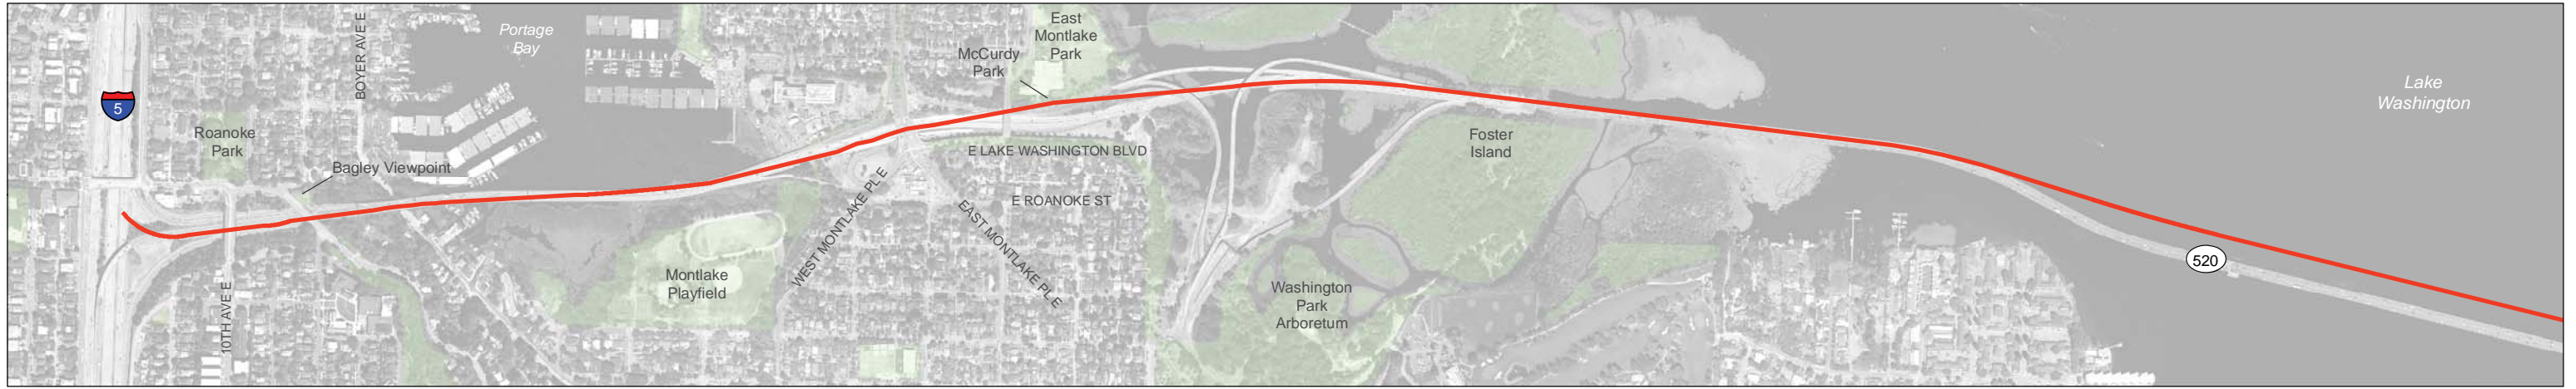 Portage
Bay
BOYER AVE E
5
Roanoke
Park
Bagley Viewpoint
10TH AVE E
Montlake
Playfield
WEST MONTLAKE PL E
McCurdy
Park
East
Montlake
Park
E LAKE WASHINGTON BLVD
E ROANOKE ST
EAST MONTLAKE PL E
Foster
Island
Washington
Park
Arboretum
Lake
Washington
520